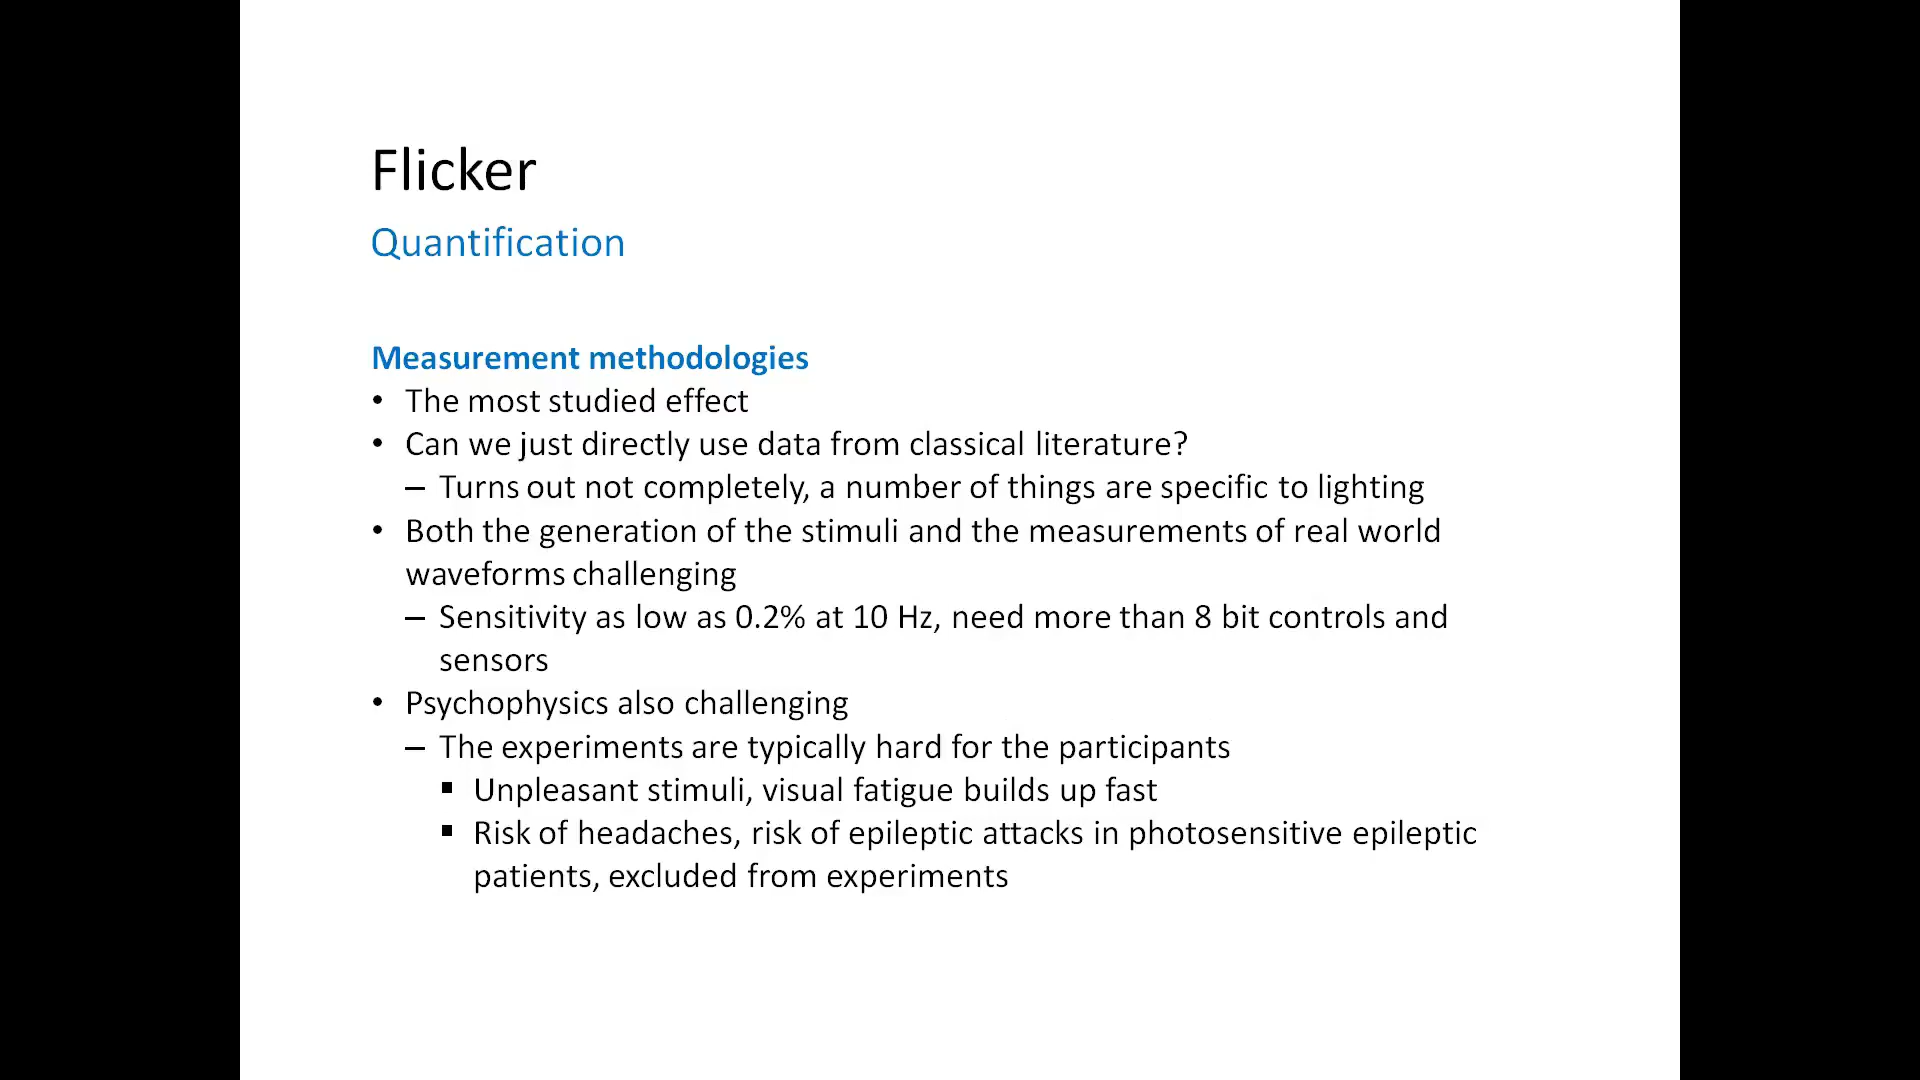 Flicker
Quantification
Measurement methodologies
• The most studied effect
• Can we just directly use data from classical literature?
– Turns out not completely, a number of things are specific to lighting
• Both the generation of the stimuli and the measurements of real world
waveforms challenging
– Sensitivity as low as 0.2% at 10 Hz, need more than 8 bit controls and
sensors
• Psychophysics also challenging
– The experiments are typically hard for the participants
▪ Unpleasant stimuli, visual fatigue builds up fast
▪ Risk of headaches, risk of epileptic attacks in photosensitive epileptic
patients, excluded from experiments